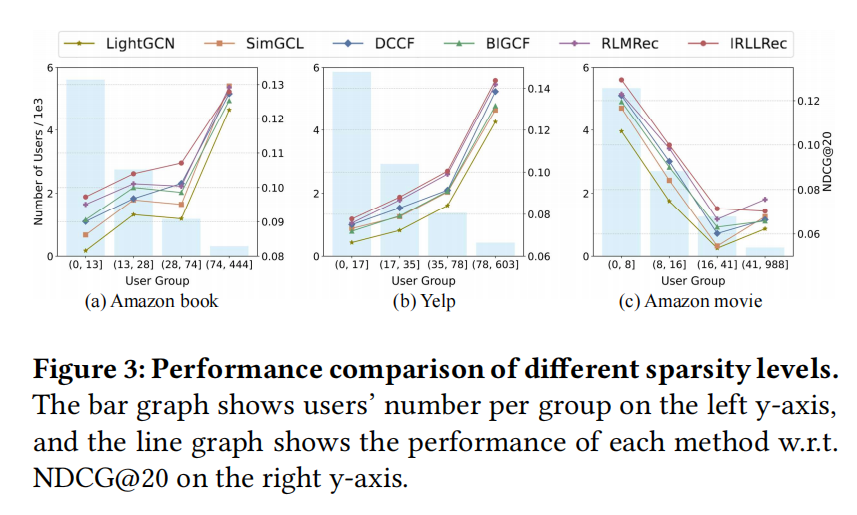 LightGCN SimGCL DCCF BIGCF RLMRec IRLLRec
Number of Users / 1e3
6
4
2
0
0.13
0.12
0.11
0.10
0.09
0.08
(0, 13] (13, 28] (28, 74] (74, 444]
User Group
(a) Amazon book
6
4
2
0
0.14
0.12
0.10
0.08
0.06
(0, 17] (17, 35] (35, 78] (78, 603]
User Group
(b) Yelp
6
4
2
0
0.12
0.10
0.08
0.06
NDCG@20
(0, 8] (8, 16] (16, 41] (41, 988]
User Group
(c) Amazon movie
Figure 3: Performance comparison of different sparsity levels.
The bar graph shows users’ number per group on the left y-axis,
and the line graph shows the performance of each method w.r.t.
NDCG@20 on the right y-axis.